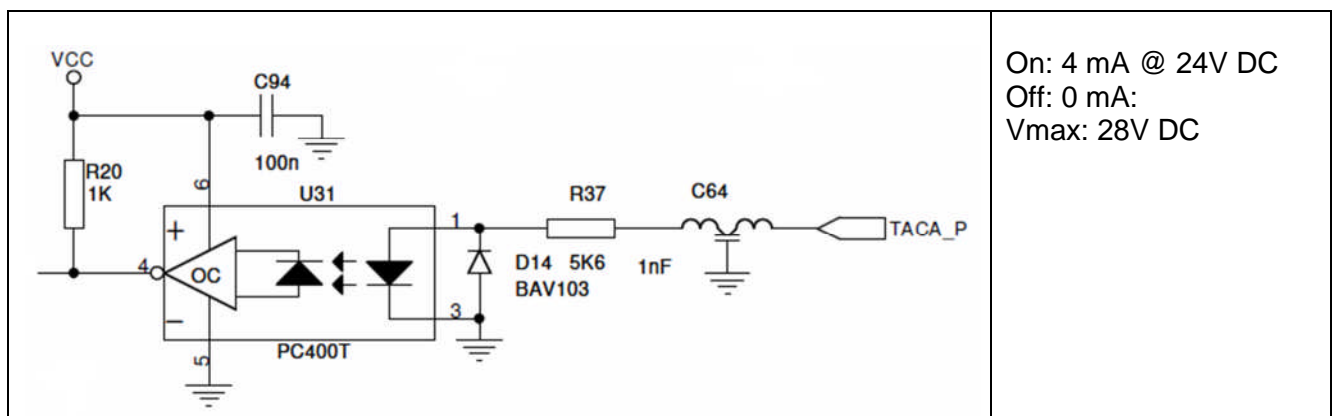 VCC
C94
100n
R20
1K
6
U31
+
4
OC
−
PC400T
5
1
3
R37
D14 5K6
BAV103
C64
1nF
TACA_P
On: 4 mA @ 24V DC
Off: 0 mA:
Vmax: 28V DC